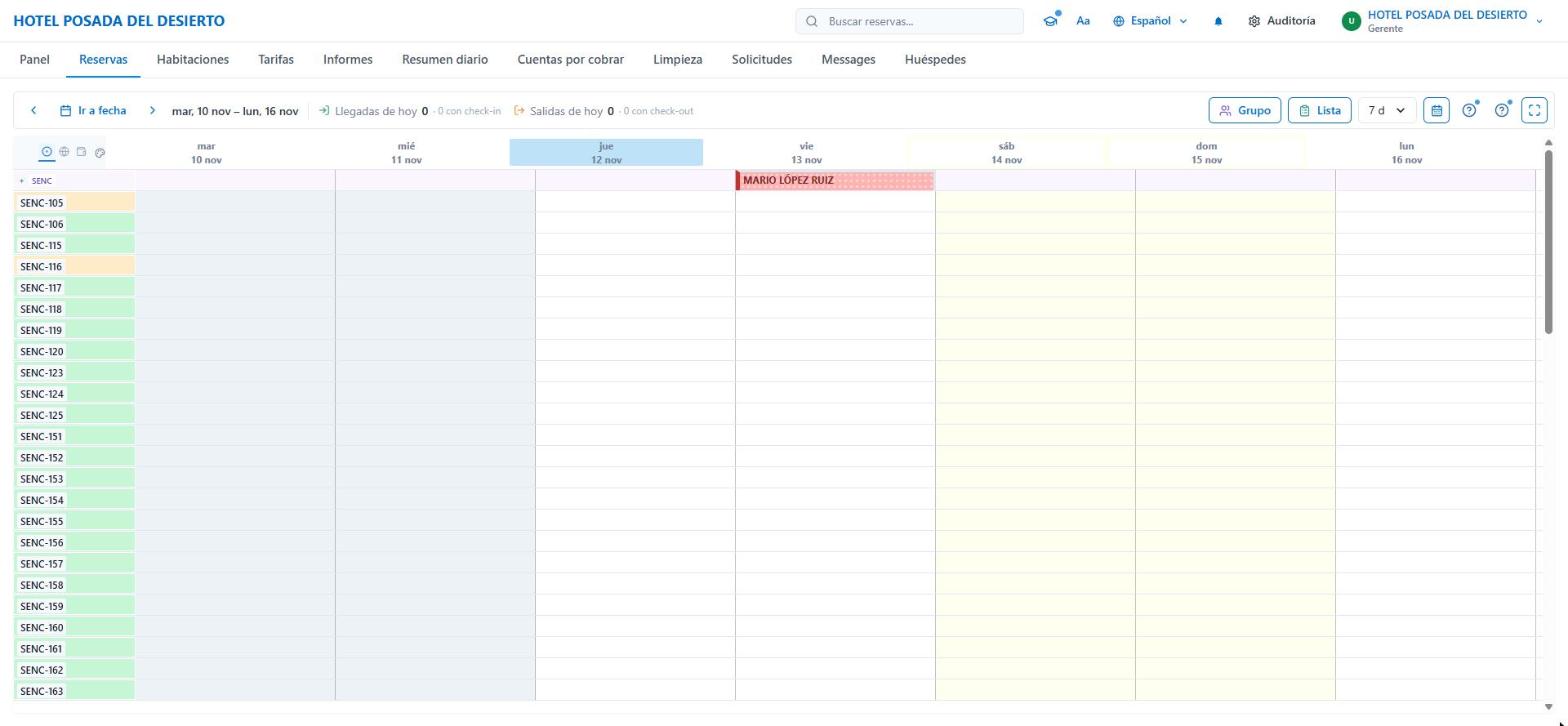 HOTEL POSADA DEL DESIERTO
Buscar reservas...
Aa
Español
Auditoría
U
HOTEL POSADA DEL DESIERTO
Gerente
Panel
Reservas
Habitaciones
Tarifas
Informes
Resumen diario
Cuentas por cobrar
Limpieza
Solicitudes
Messages
Huéspedes
Ir a fecha
mar, 10 nov – lun, 16 nov
Llegadas de hoy 0 · 0 con check-in
Salidas de hoy 0 · 0 con check-out
Grupo
Lista
7 d
mar
10 nov
mié
11 nov
jue
12 nov
vie
13 nov
sáb
14 nov
dom
15 nov
lun
16 nov
+ SENC
MARIO LÓPEZ RUIZ
SENC-105
SENC-106
SENC-115
SENC-116
SENC-117
SENC-118
SENC-119
SENC-120
SENC-123
SENC-124
SENC-125
SENC-151
SENC-152
SENC-153
SENC-154
SENC-155
SENC-156
SENC-157
SENC-158
SENC-159
SENC-160
SENC-161
SENC-162
SENC-163